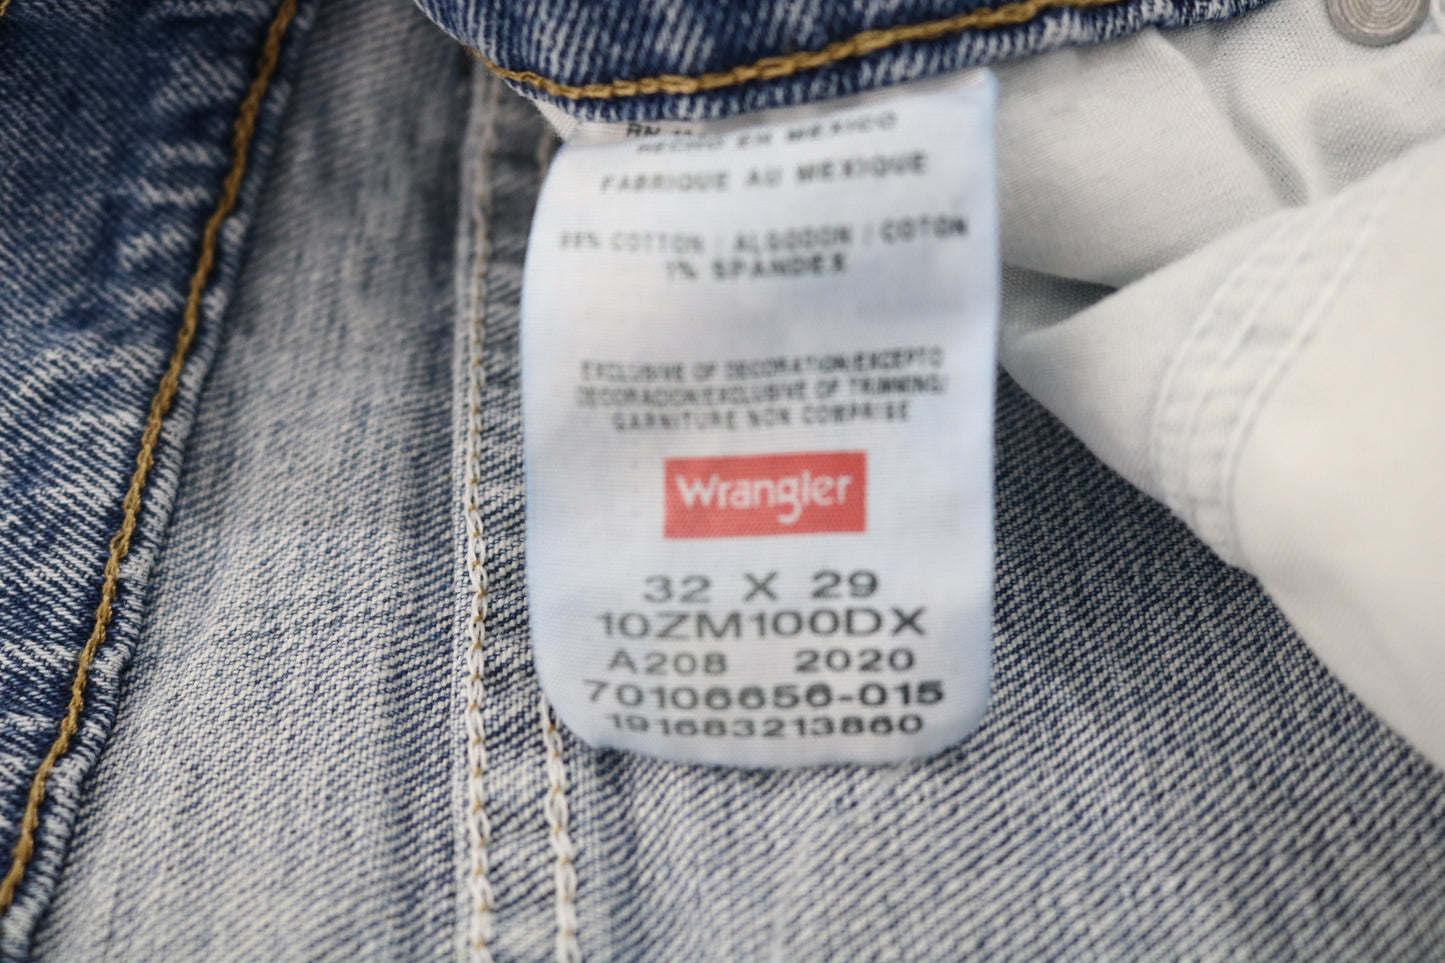 HECHO EN MEXICO
FABRIQUE AU MEXIQUE
99% COTTON / ALGODON / COTON
1% SPANDEX
EXCLUSIVE OF DECORATION/EXCEPTO
DECORACION/EXCLUSIVE OF TRIMMING/
GARNITURE NON COMPRISE
Wrangler
32 X 29
10ZM100DX
A208 2020
70106656-015
191683213860